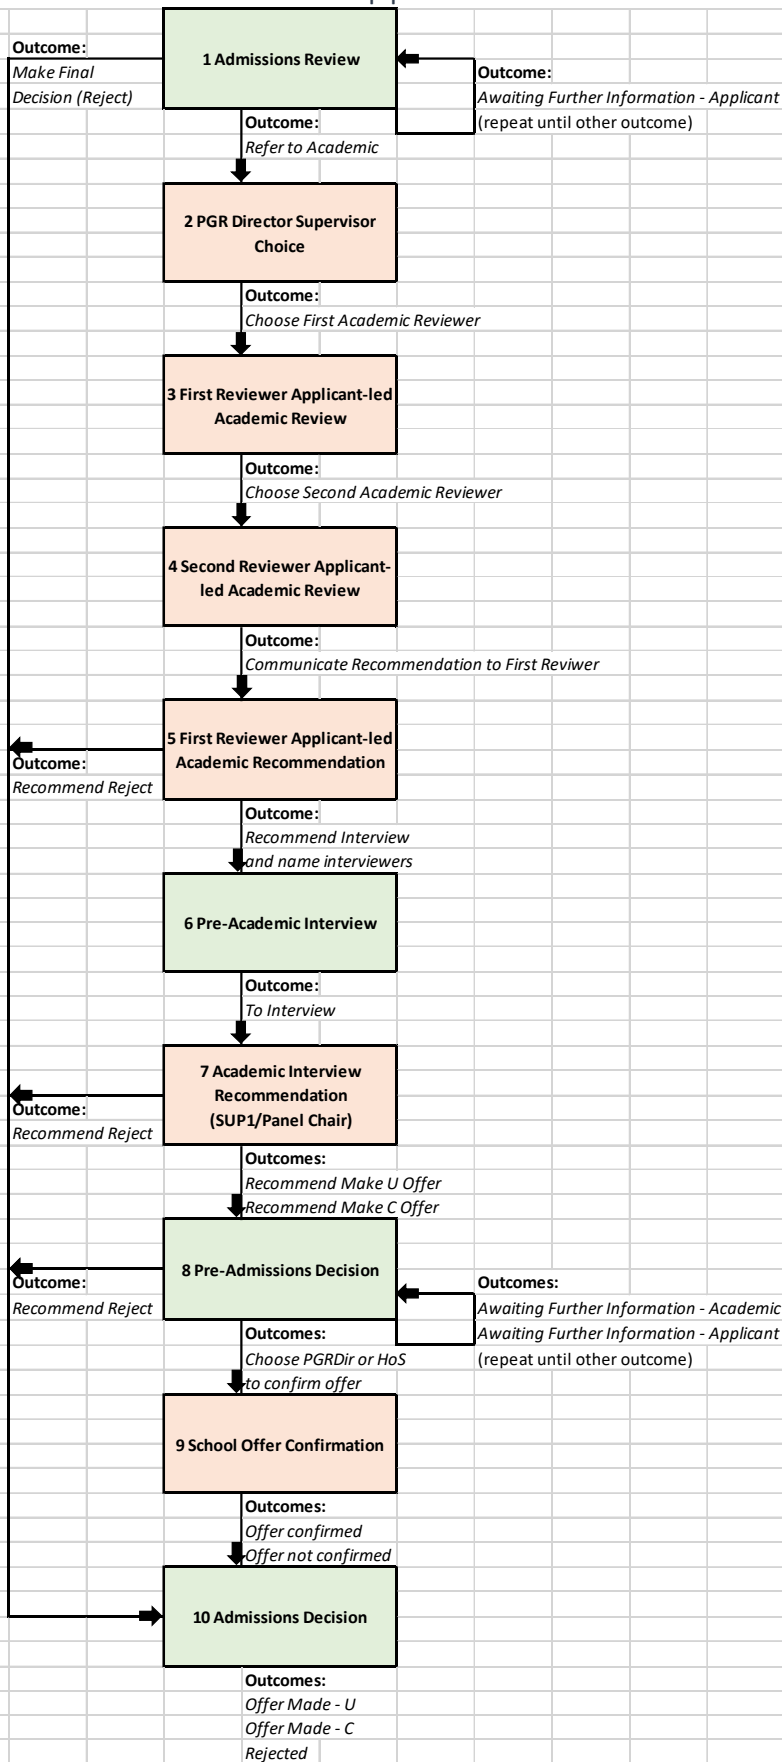 1 Admissions Review
Outcome:
Make Final
Decision (Reject)
Outcome:
Awaiting Further Information - Applicant
(repeat until other outcome)
Outcome:
Refer to Academic
2 PGR Director Supervisor
Choice
Outcome:
Choose First Academic Reviewer
3 First Reviewer Applicant-led
Academic Review
Outcome:
Choose Second Academic Reviewer
4 Second Reviewer Applicant-
led Academic Review
Outcome:
Communicate Recommendation to First Reviwer
5 First Reviewer Applicant-led
Academic Recommendation
Outcome:
Recommend Reject
Outcome:
Recommend Interview
and name interviewers
6 Pre-Academic Interview
Outcome:
To Interview
7 Academic Interview
Recommendation
(SUP1/Panel Chair)
Outcome:
Recommend Reject
Outcomes:
Recommend Make U Offer
Recommend Make C Offer
8 Pre-Admissions Decision
Outcome:
Recommend Reject
Outcomes:
Awaiting Further Information - Academic
Awaiting Further Information - Applicant
(repeat until other outcome)
Outcomes:
Choose PGRDir or HoS
to confirm offer
9 School Offer Confirmation
Outcomes:
Offer confirmed
Offer not confirmed
10 Admissions Decision
Outcomes:
Offer Made - U
Offer Made - C
Rejected